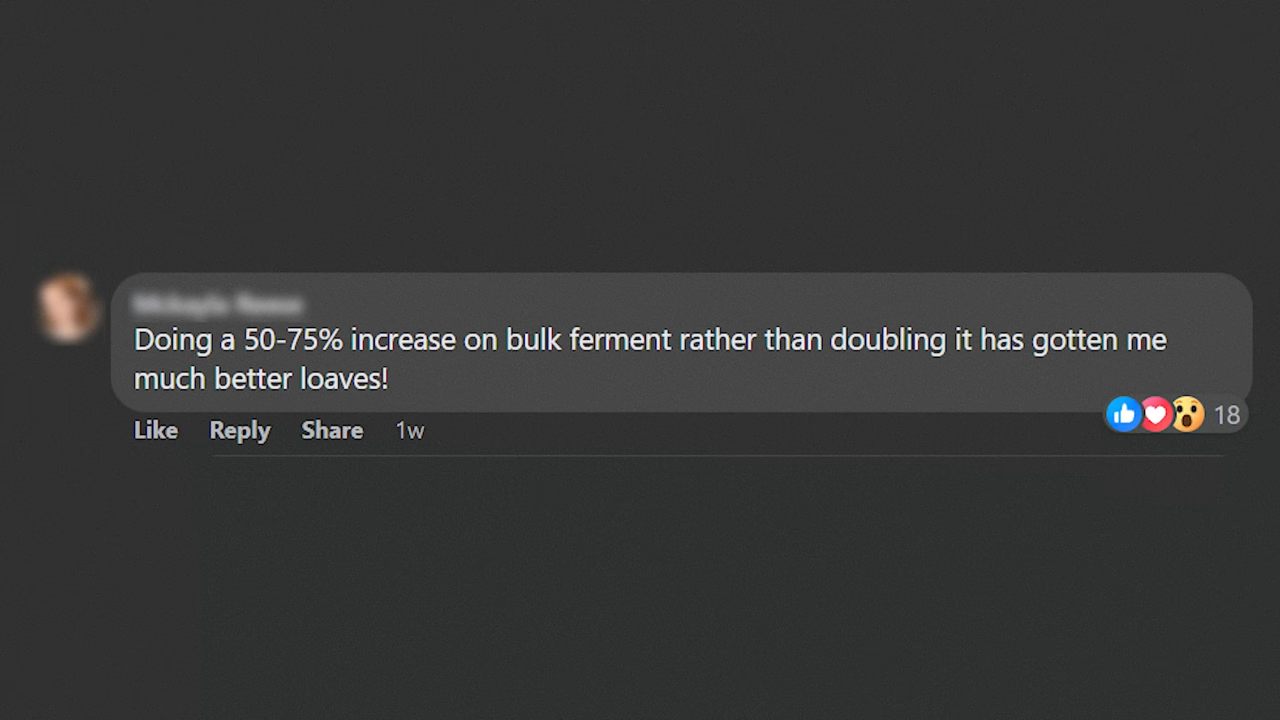 Doing a 50-75% increase on bulk ferment rather than doubling it has gotten me
much better loaves!
Like Reply Share 1w
18